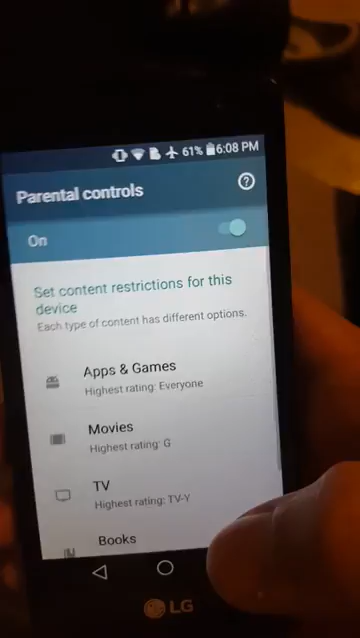 61% 6:08 PM
Parental controls
On
Set content restrictions for this
device
Each type of content has different options.
Apps & Games
Highest rating: Everyone
Movies
Highest rating: G
TV
Highest rating: TV-Y
Books
LG